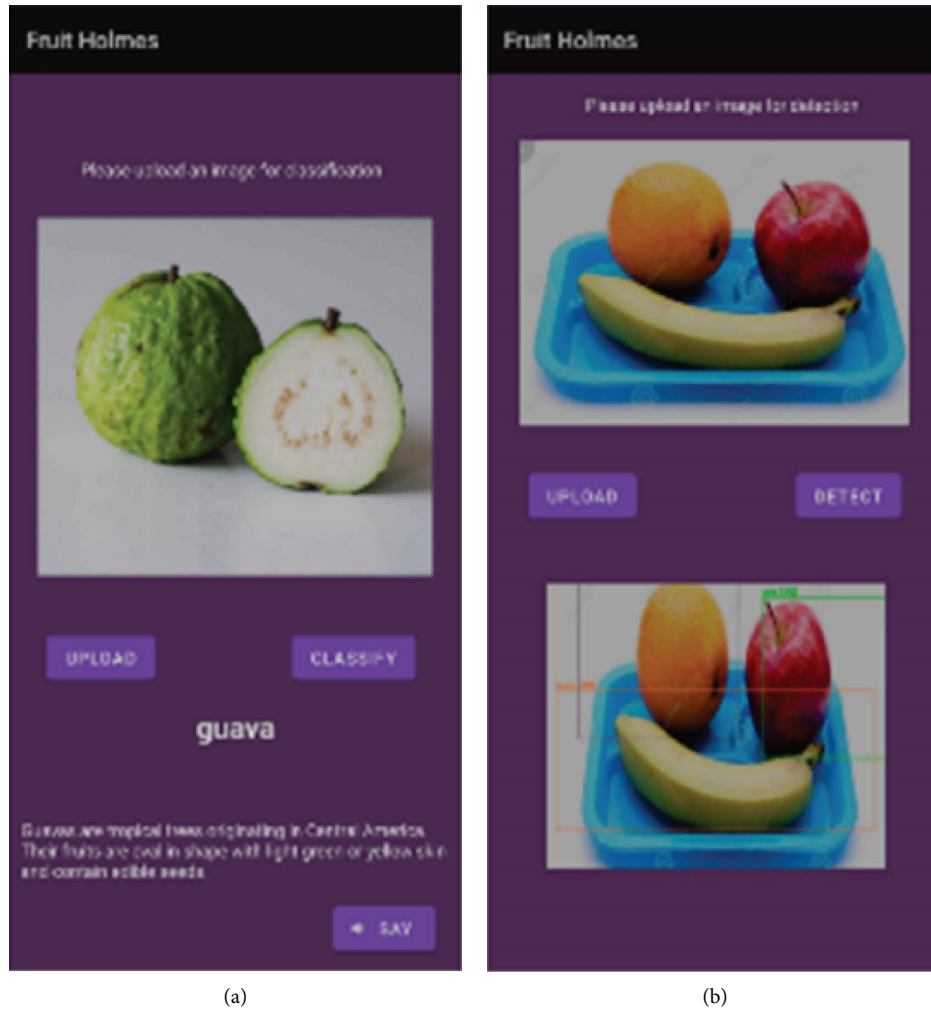 Fruit Holmes
Please upload an image for classification
UPLOAD
CLASSIFY
guava
Guavas are tropical trees originating in Central America.
Their fruits are oval in shape with light green or yellow skin
and contain edible seeds
SAY
(a)
Fruit Holmes
Please upload an image for detection
UPLOAD
DETECT
(b)